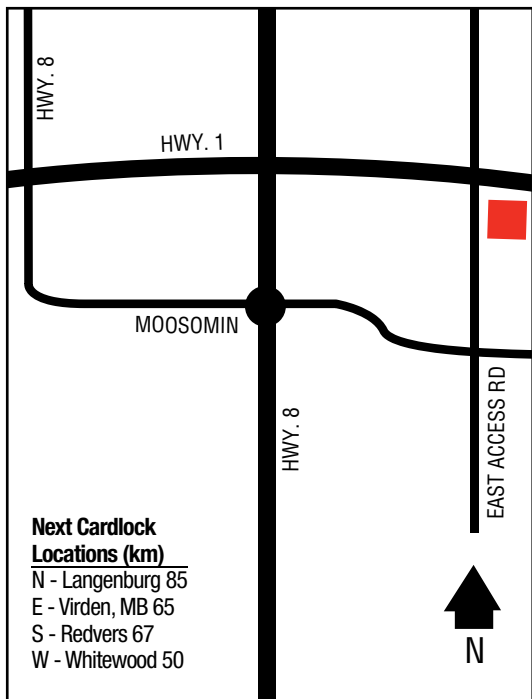 HWY. 8
HWY. 1
MOOSOMIN
HWY. 8
EAST ACCESS RD
Next Cardlock
Locations (km)
N - Langenburg 85
E - Virden, MB 65
S - Redvers 67
W - Whitewood 50
N